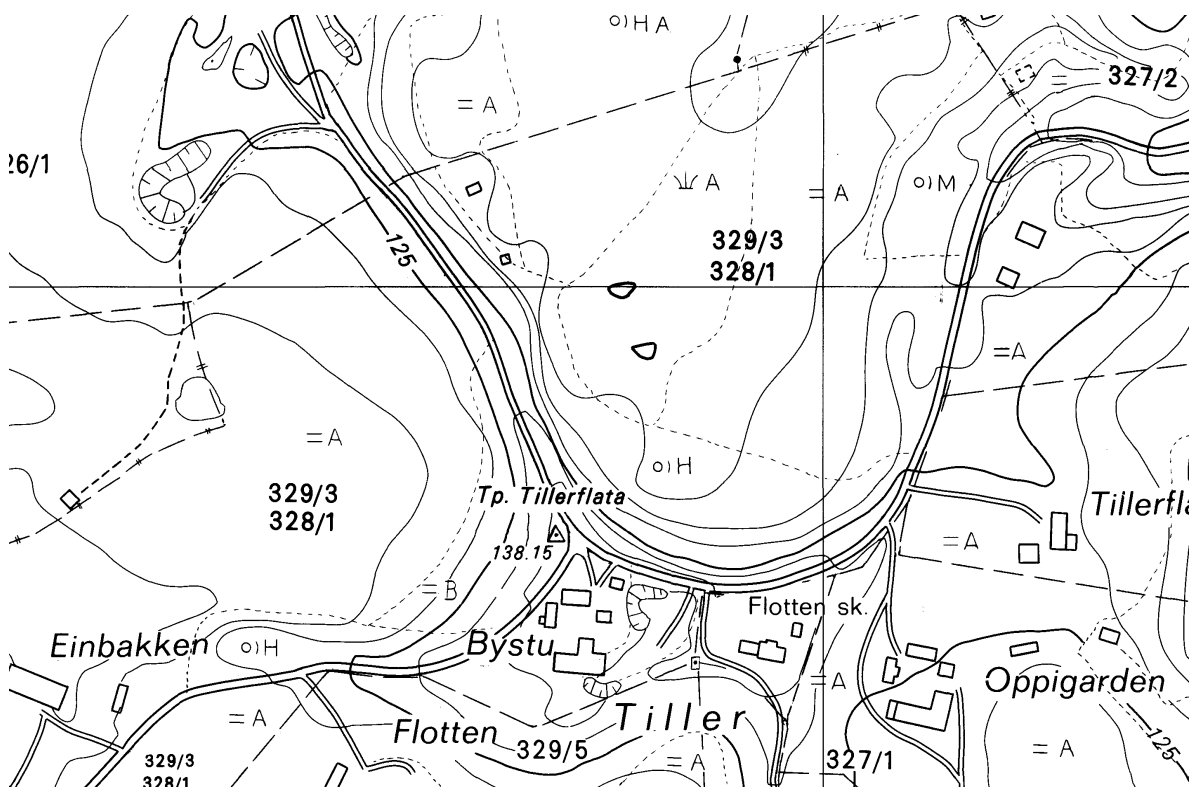 HA
327/2
A
26/1
A
A
M
329/3
328/1
125
A
A
H
329/3
328/1
Tp. Tillerflata
138.15
Tillerfla
A
B
Flotten sk.
Einbakken
H
Bystu
A
Oppigarden
A
Tiller
Flotten
329/5
125
A
A
327/1
329/3
328/1